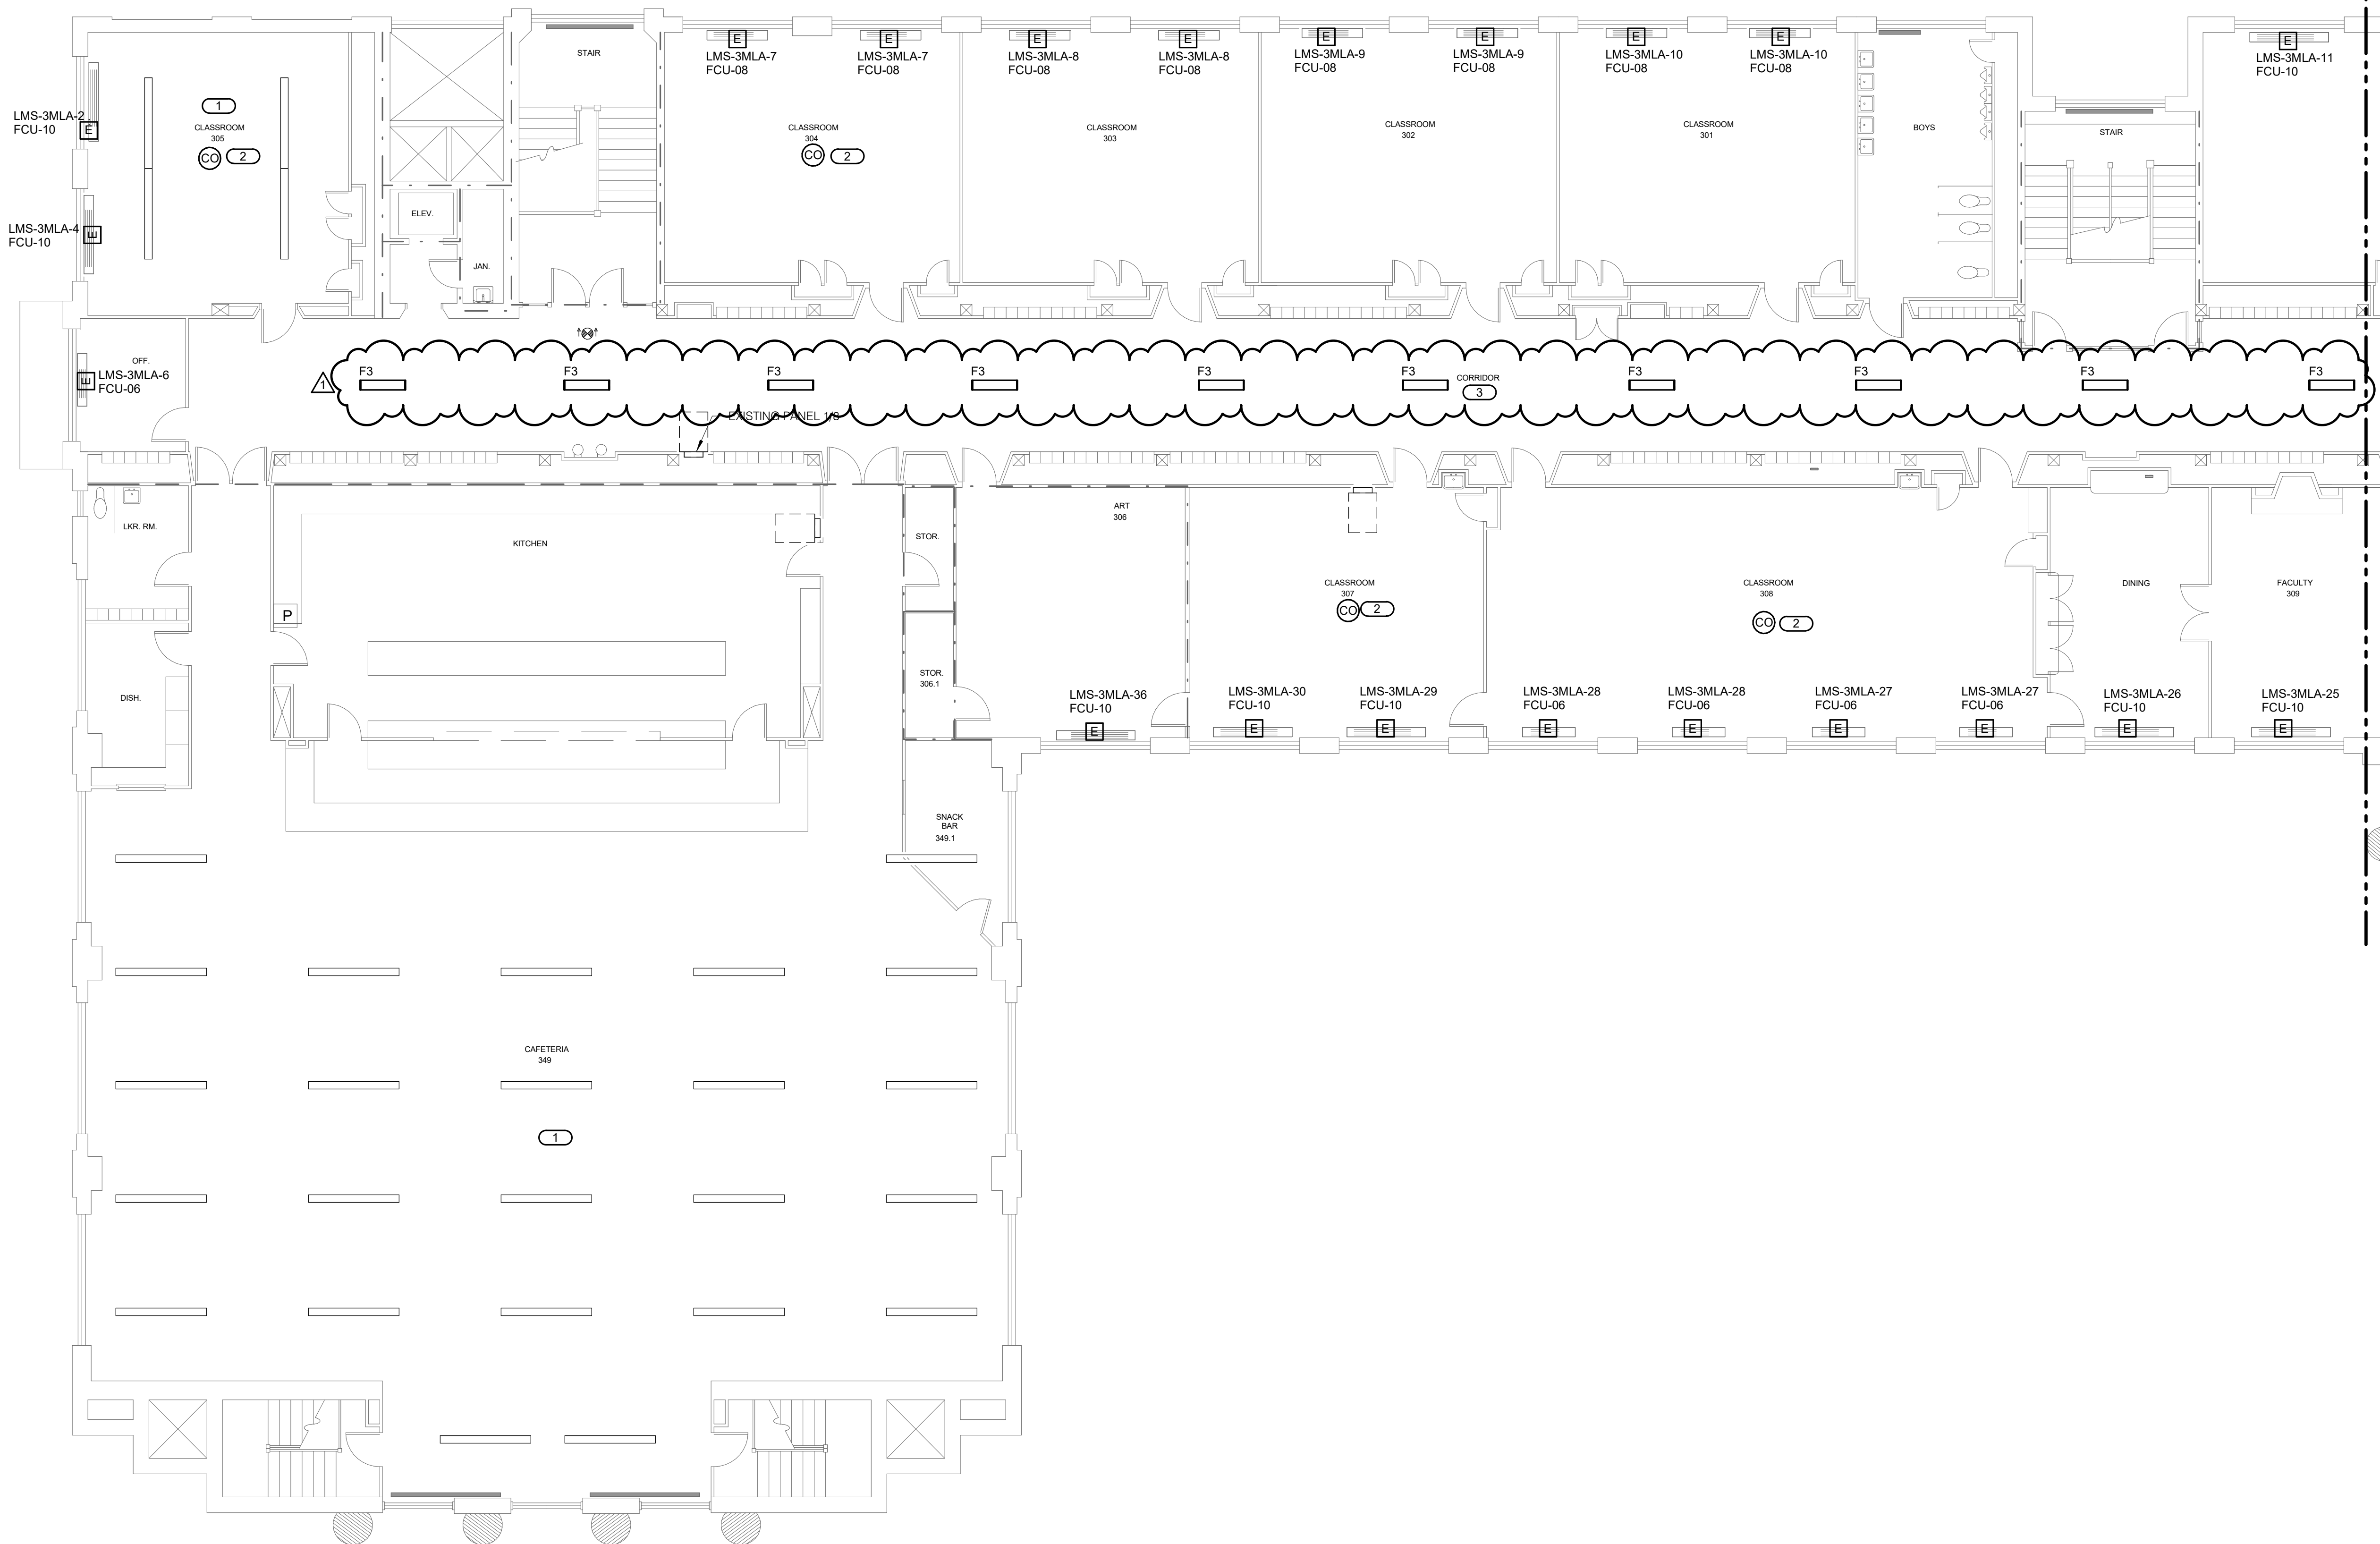 STAIR
E
LMS-3MLA-7
FCU-08
E
LMS-3MLA-7
FCU-08
E
LMS-3MLA-8
FCU-08
E
LMS-3MLA-8
FCU-08
E
LMS-3MLA-9
FCU-08
E
LMS-3MLA-9
FCU-08
E
LMS-3MLA-10
FCU-08
E
LMS-3MLA-10
FCU-08
E
LMS-3MLA-11
FCU-10
LMS-3MLA-2
FCU-10
E
1
CLASSROOM
305
CO
2
CLASSROOM
304
CO
2
CLASSROOM
303
CLASSROOM
302
CLASSROOM
301
BOYS
STAIR
LMS-3MLA-4
FCU-10
E
ELEV.
JAN.
OFF.
E
LMS-3MLA-6
FCU-06
1
F3
F3
F3
F3
F3
F3
F3
F3
F3
F3
CORRIDOR
3
EXISTING PANEL 1/3
LKR. RM.
KITCHEN
STOR.
ART
306
P
CLASSROOM
307
CO
2
CLASSROOM
308
CO
2
DINING
FACULTY
309
DISH.
STOR.
306.1
LMS-3MLA-36
FCU-10
E
LMS-3MLA-30
FCU-10
E
LMS-3MLA-29
FCU-10
E
LMS-3MLA-28
FCU-06
E
LMS-3MLA-28
FCU-06
E
LMS-3MLA-27
FCU-06
E
LMS-3MLA-27
FCU-06
E
LMS-3MLA-26
FCU-10
E
LMS-3MLA-25
FCU-10
E
SNACK
BAR
349.1
CAFETERIA
349
1